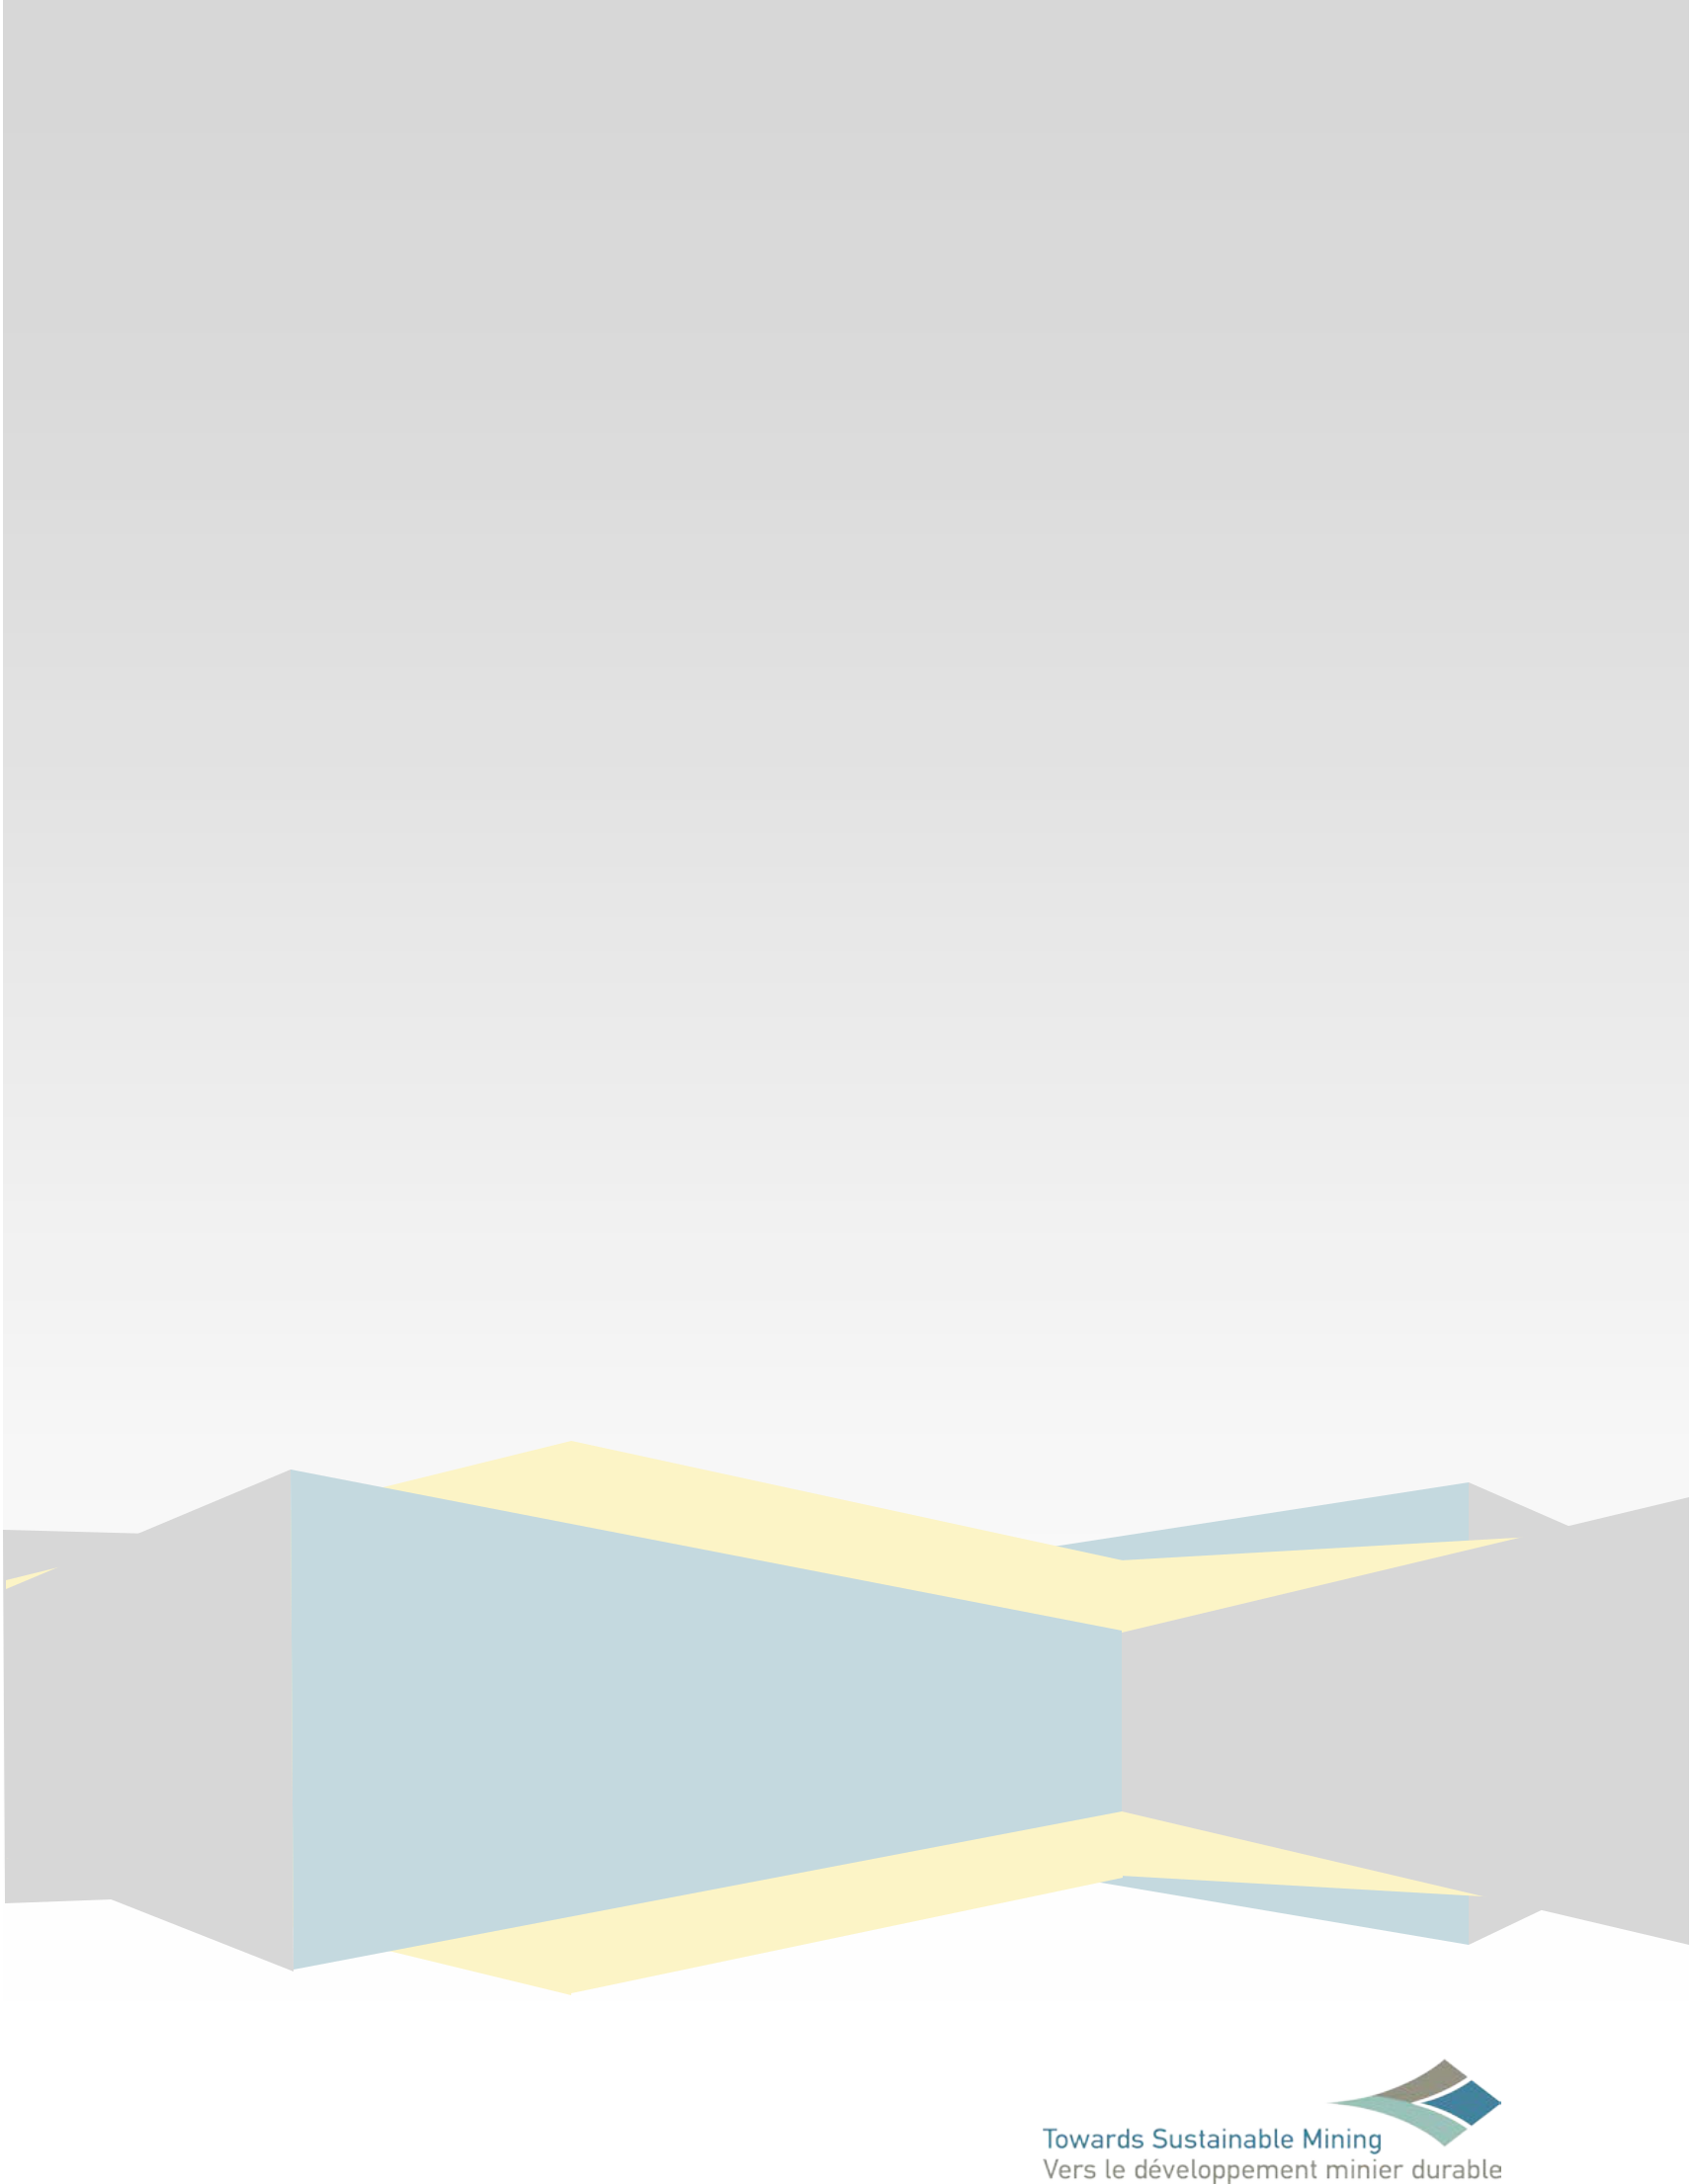 Towards Sustainable Mining
Vers le développement minier durable